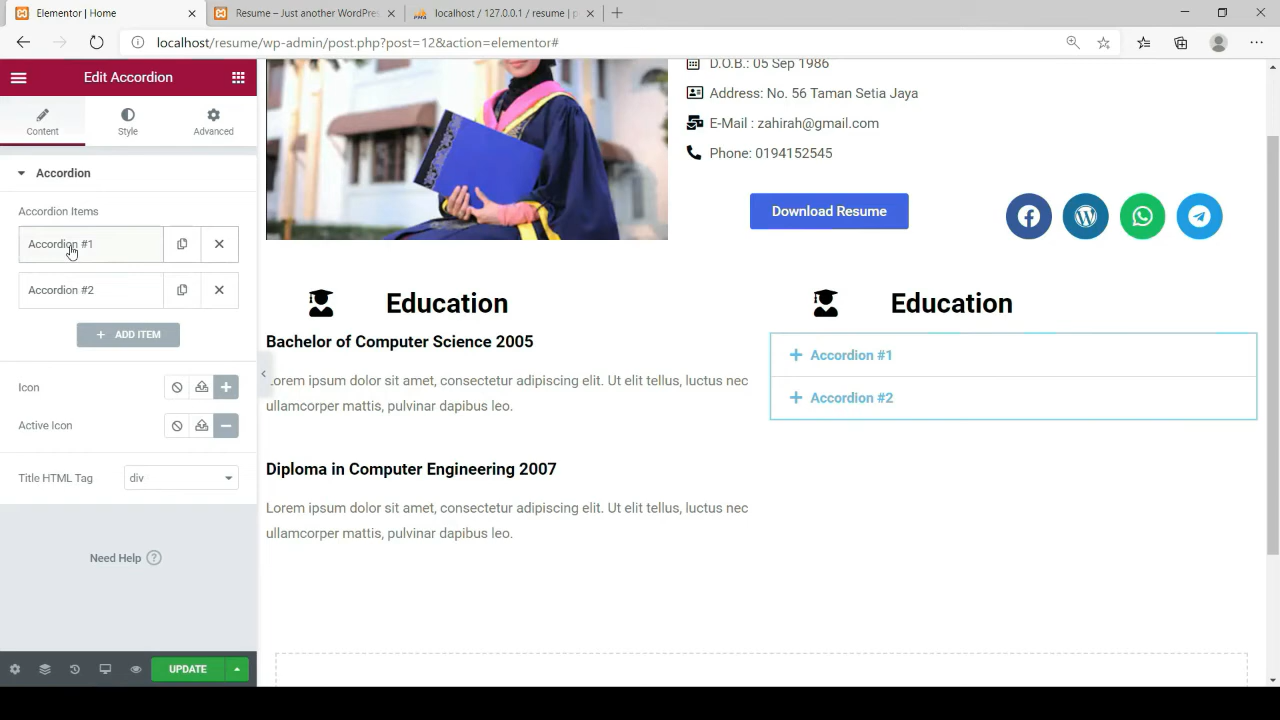 Elementor | Home
Resume – Just another WordPres
localhost / 127.0.0.1 / resume | p
localhost/resume/wp-admin/post.php?post=12&action=elementor#
Edit Accordion
Content
Style
Advanced
Accordion
Accordion Items
Accordion #1
Accordion #2
ADD ITEM
Icon
Active Icon
Title HTML Tag
div
Need Help
UPDATE
D.O.B.: 05 Sep 1986
Address: No. 56 Taman Setia Jaya
E-Mail : zahirah@gmail.com
Phone: 0194152545
Download Resume
Education
Bachelor of Computer Science 2005
Lorem ipsum dolor sit amet, consectetur adipiscing elit. Ut elit tellus, luctus nec
ullamcorper mattis, pulvinar dapibus leo.
Diploma in Computer Engineering 2007
Lorem ipsum dolor sit amet, consectetur adipiscing elit. Ut elit tellus, luctus nec
ullamcorper mattis, pulvinar dapibus leo.
Education
Accordion #1
Accordion #2